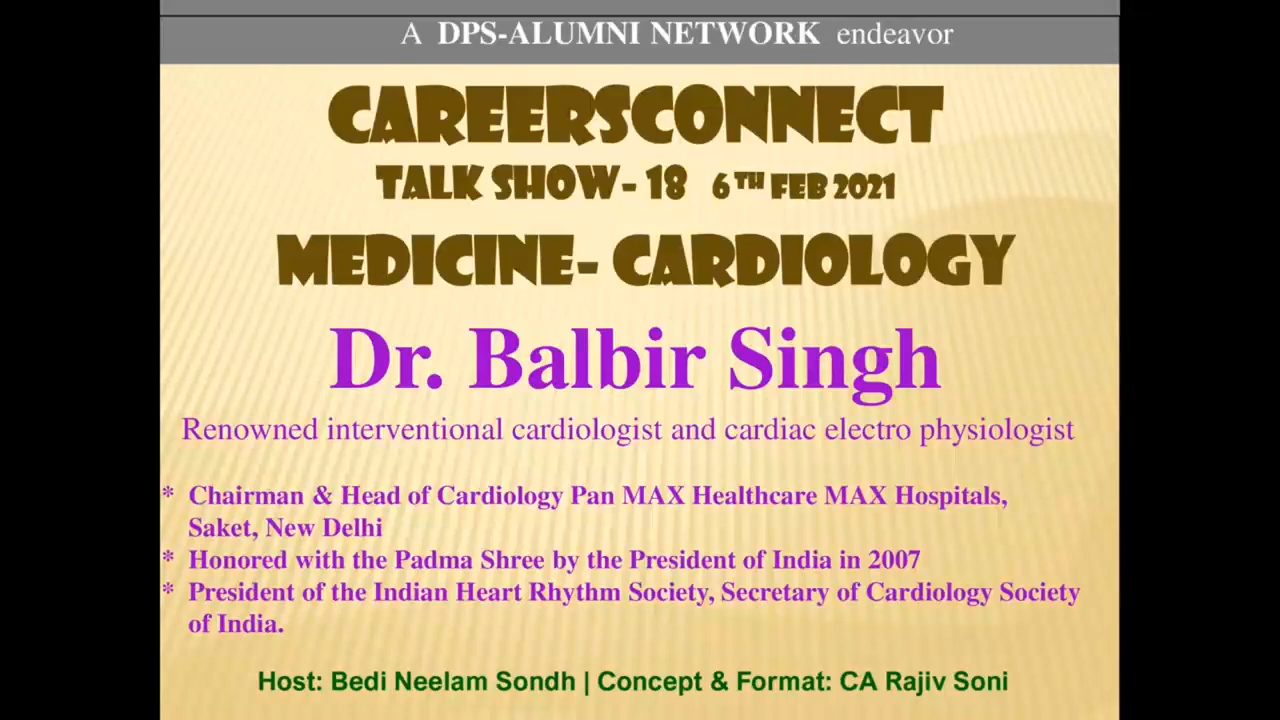 A DPS-ALUMNI NETWORK endeavor
CAREERSCONNECT
TALK SHOW- 18 6TH FEB 2021
MEDICINE- CARDIOLOGY
Dr. Balbir Singh
Renowned interventional cardiologist and cardiac electro physiologist
* Chairman & Head of Cardiology Pan MAX Healthcare MAX Hospitals,
Saket, New Delhi
* Honored with the Padma Shree by the President of India in 2007
* President of the Indian Heart Rhythm Society, Secretary of Cardiology Society
of India.
Host: Bedi Neelam Sondh | Concept & Format: CA Rajiv Soni